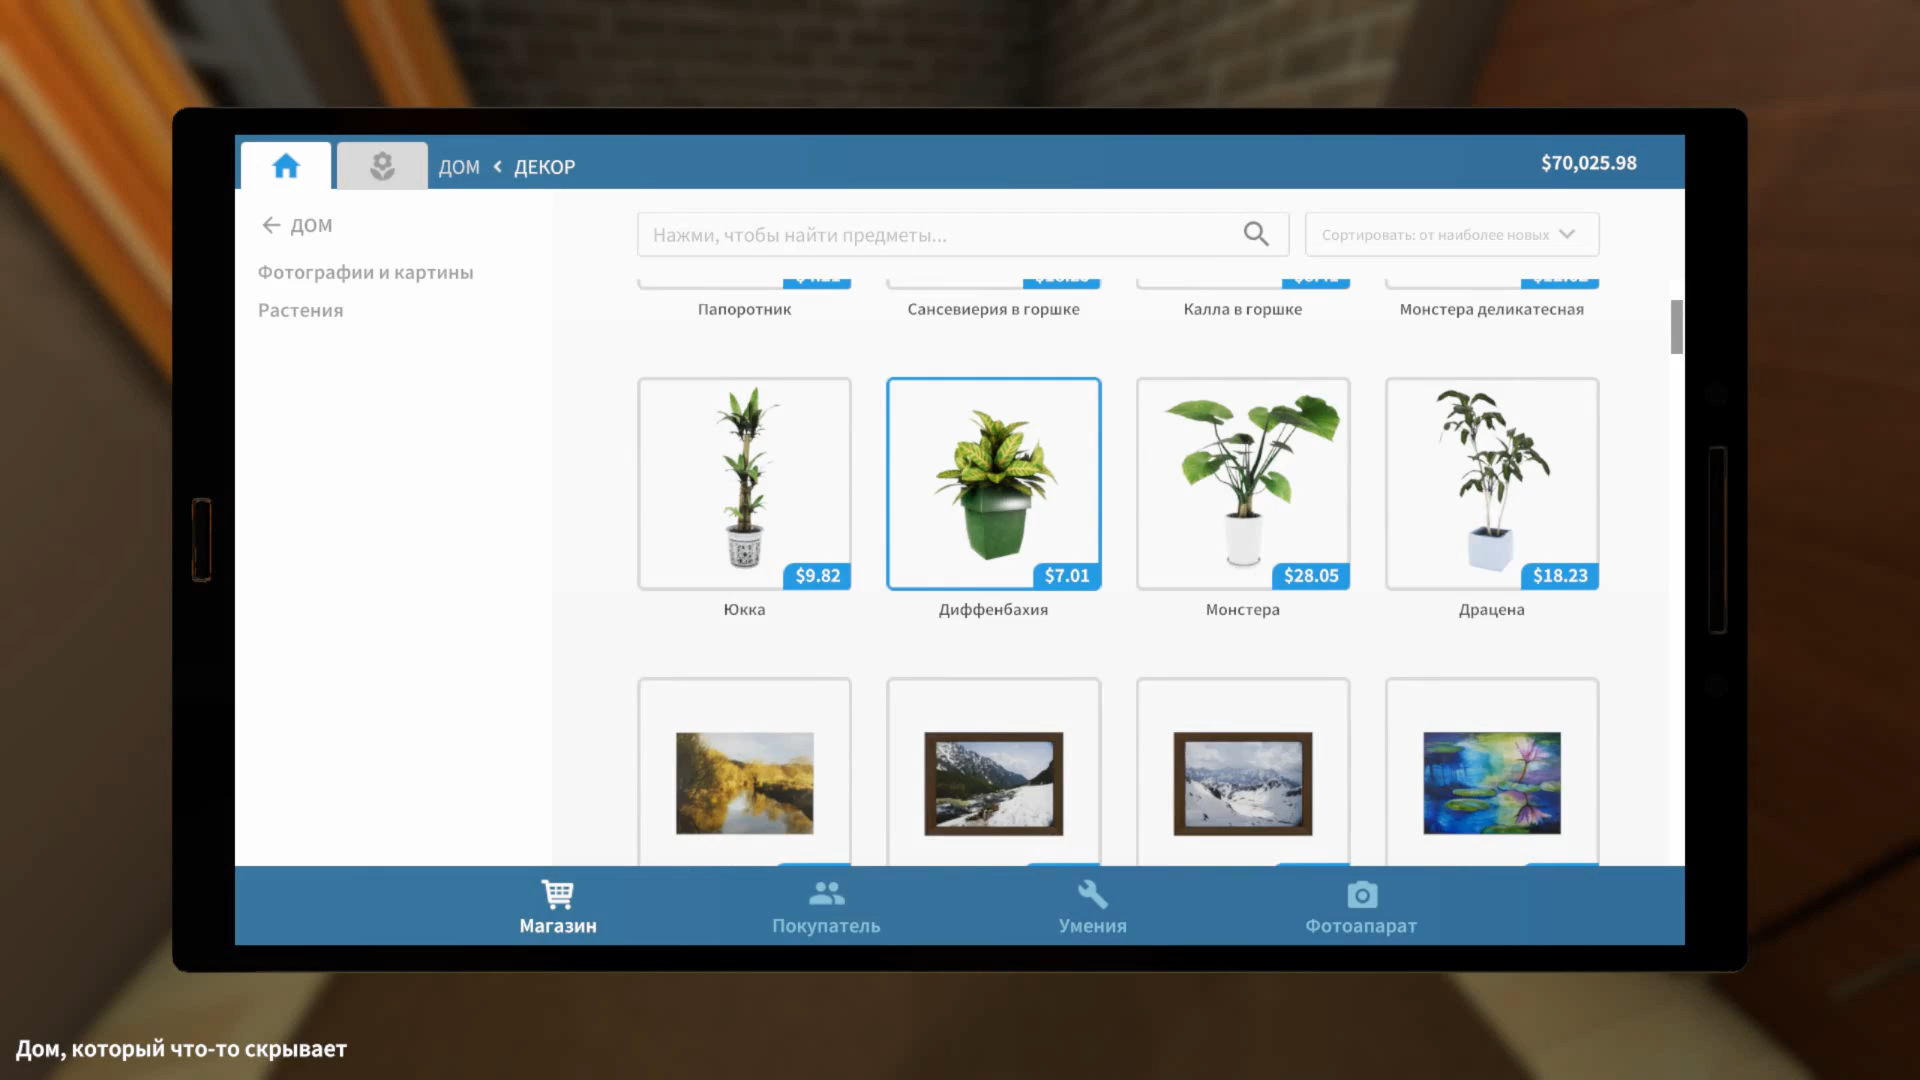 ДОМ < ДЕКОР
$70,025.98
← ДОМ
Фотографии и картины
Растения
Нажми, чтобы найти предметы...
Сортировать: от наиболее новых
Папоротник
Сансевиерия в горшке
Калла в горшке
Монстера деликатесная
$9.82
$7.01
$28.05
$18.23
Юкка
Диффенбахия
Монстера
Драцена
Магазин
Покупатель
Умения
Фотоапарат
Дом, который что-то скрывает